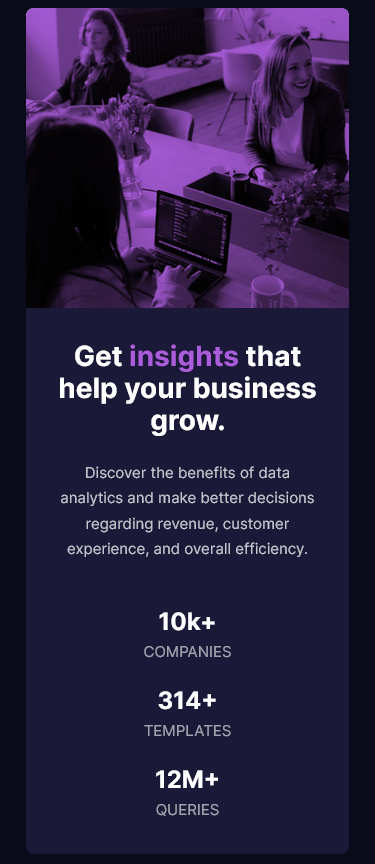 Get insights that
help your business
grow.
Discover the benefits of data
analytics and make better decisions
regarding revenue, customer
experience, and overall efficiency.
10k+
COMPANIES
314+
TEMPLATES
12M+
QUERIES